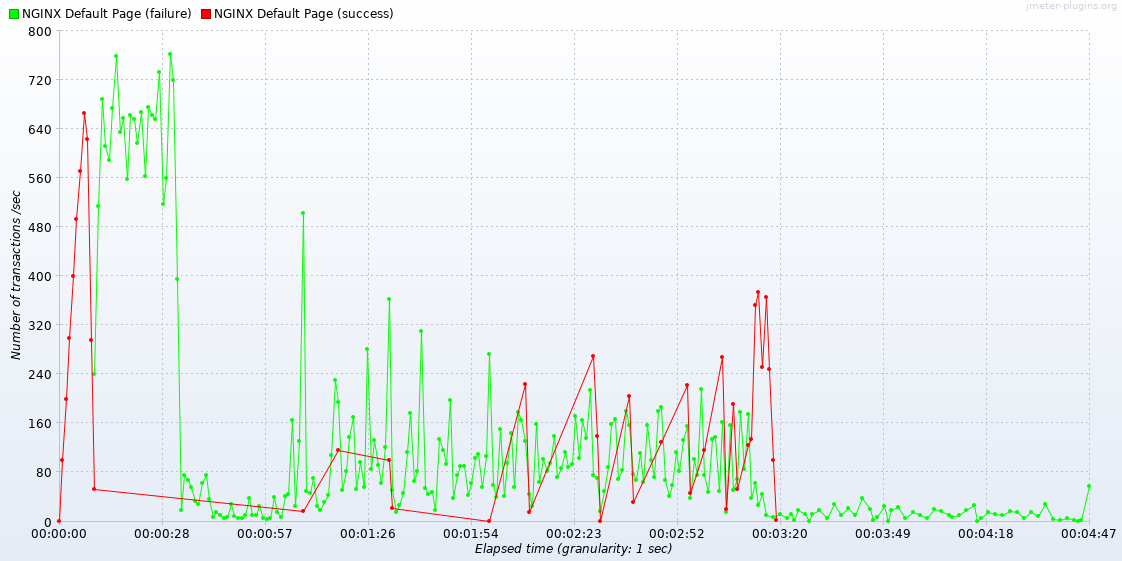 NGINX Default Page (failure) NGINX Default Page (success)
jmeter-plugins.org
800
720
640
560
480
400
320
240
160
80
0
Number of transactions /sec
00:00:00 00:00:28 00:00:57 00:01:26 00:01:54 00:02:23 00:02:52 00:03:20 00:03:49 00:04:18 00:04:47
Elapsed time (granularity: 1 sec)